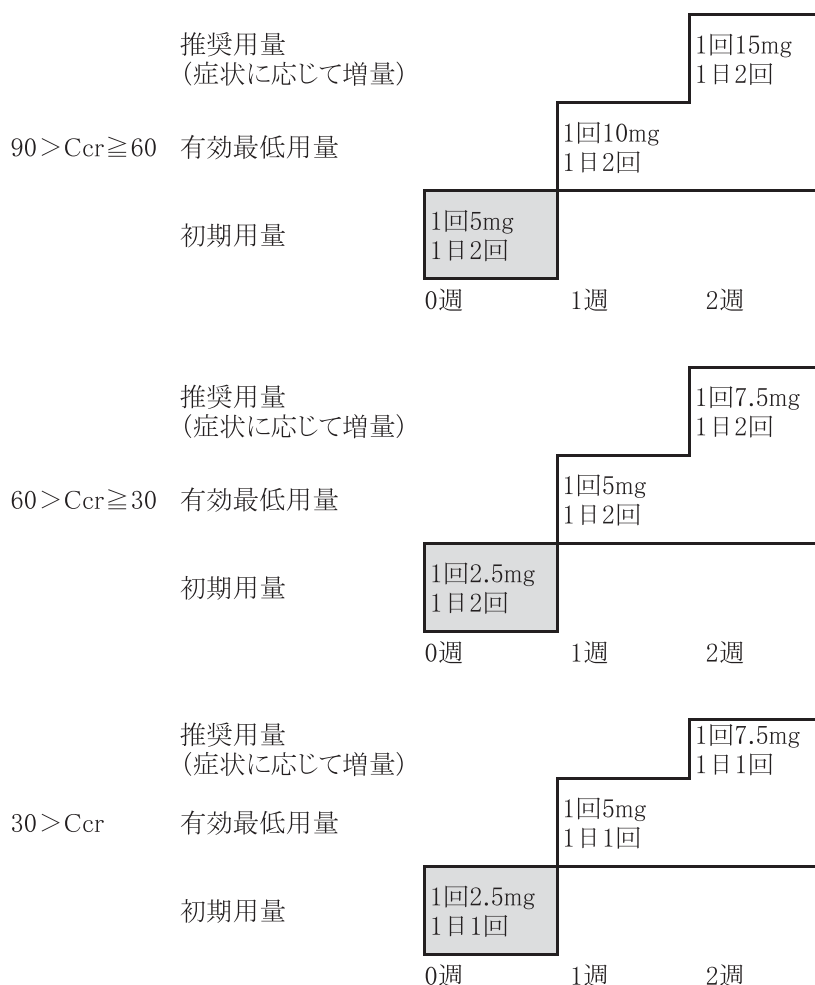 推奨用量
(症状に応じて増量)
1回15mg
1日2回
90＞Ccr≧60
有効最低用量
1回10mg
1日2回
初期用量
1回5mg
1日2回
0週
1週
2週
推奨用量
(症状に応じて増量)
1回7.5mg
1日2回
60＞Ccr≧30
有効最低用量
1回5mg
1日2回
初期用量
1回2.5mg
1日2回
0週
1週
2週
推奨用量
(症状に応じて増量)
1回7.5mg
1日1回
30＞Ccr
有効最低用量
1回5mg
1日1回
初期用量
1回2.5mg
1日1回
0週
1週
2週